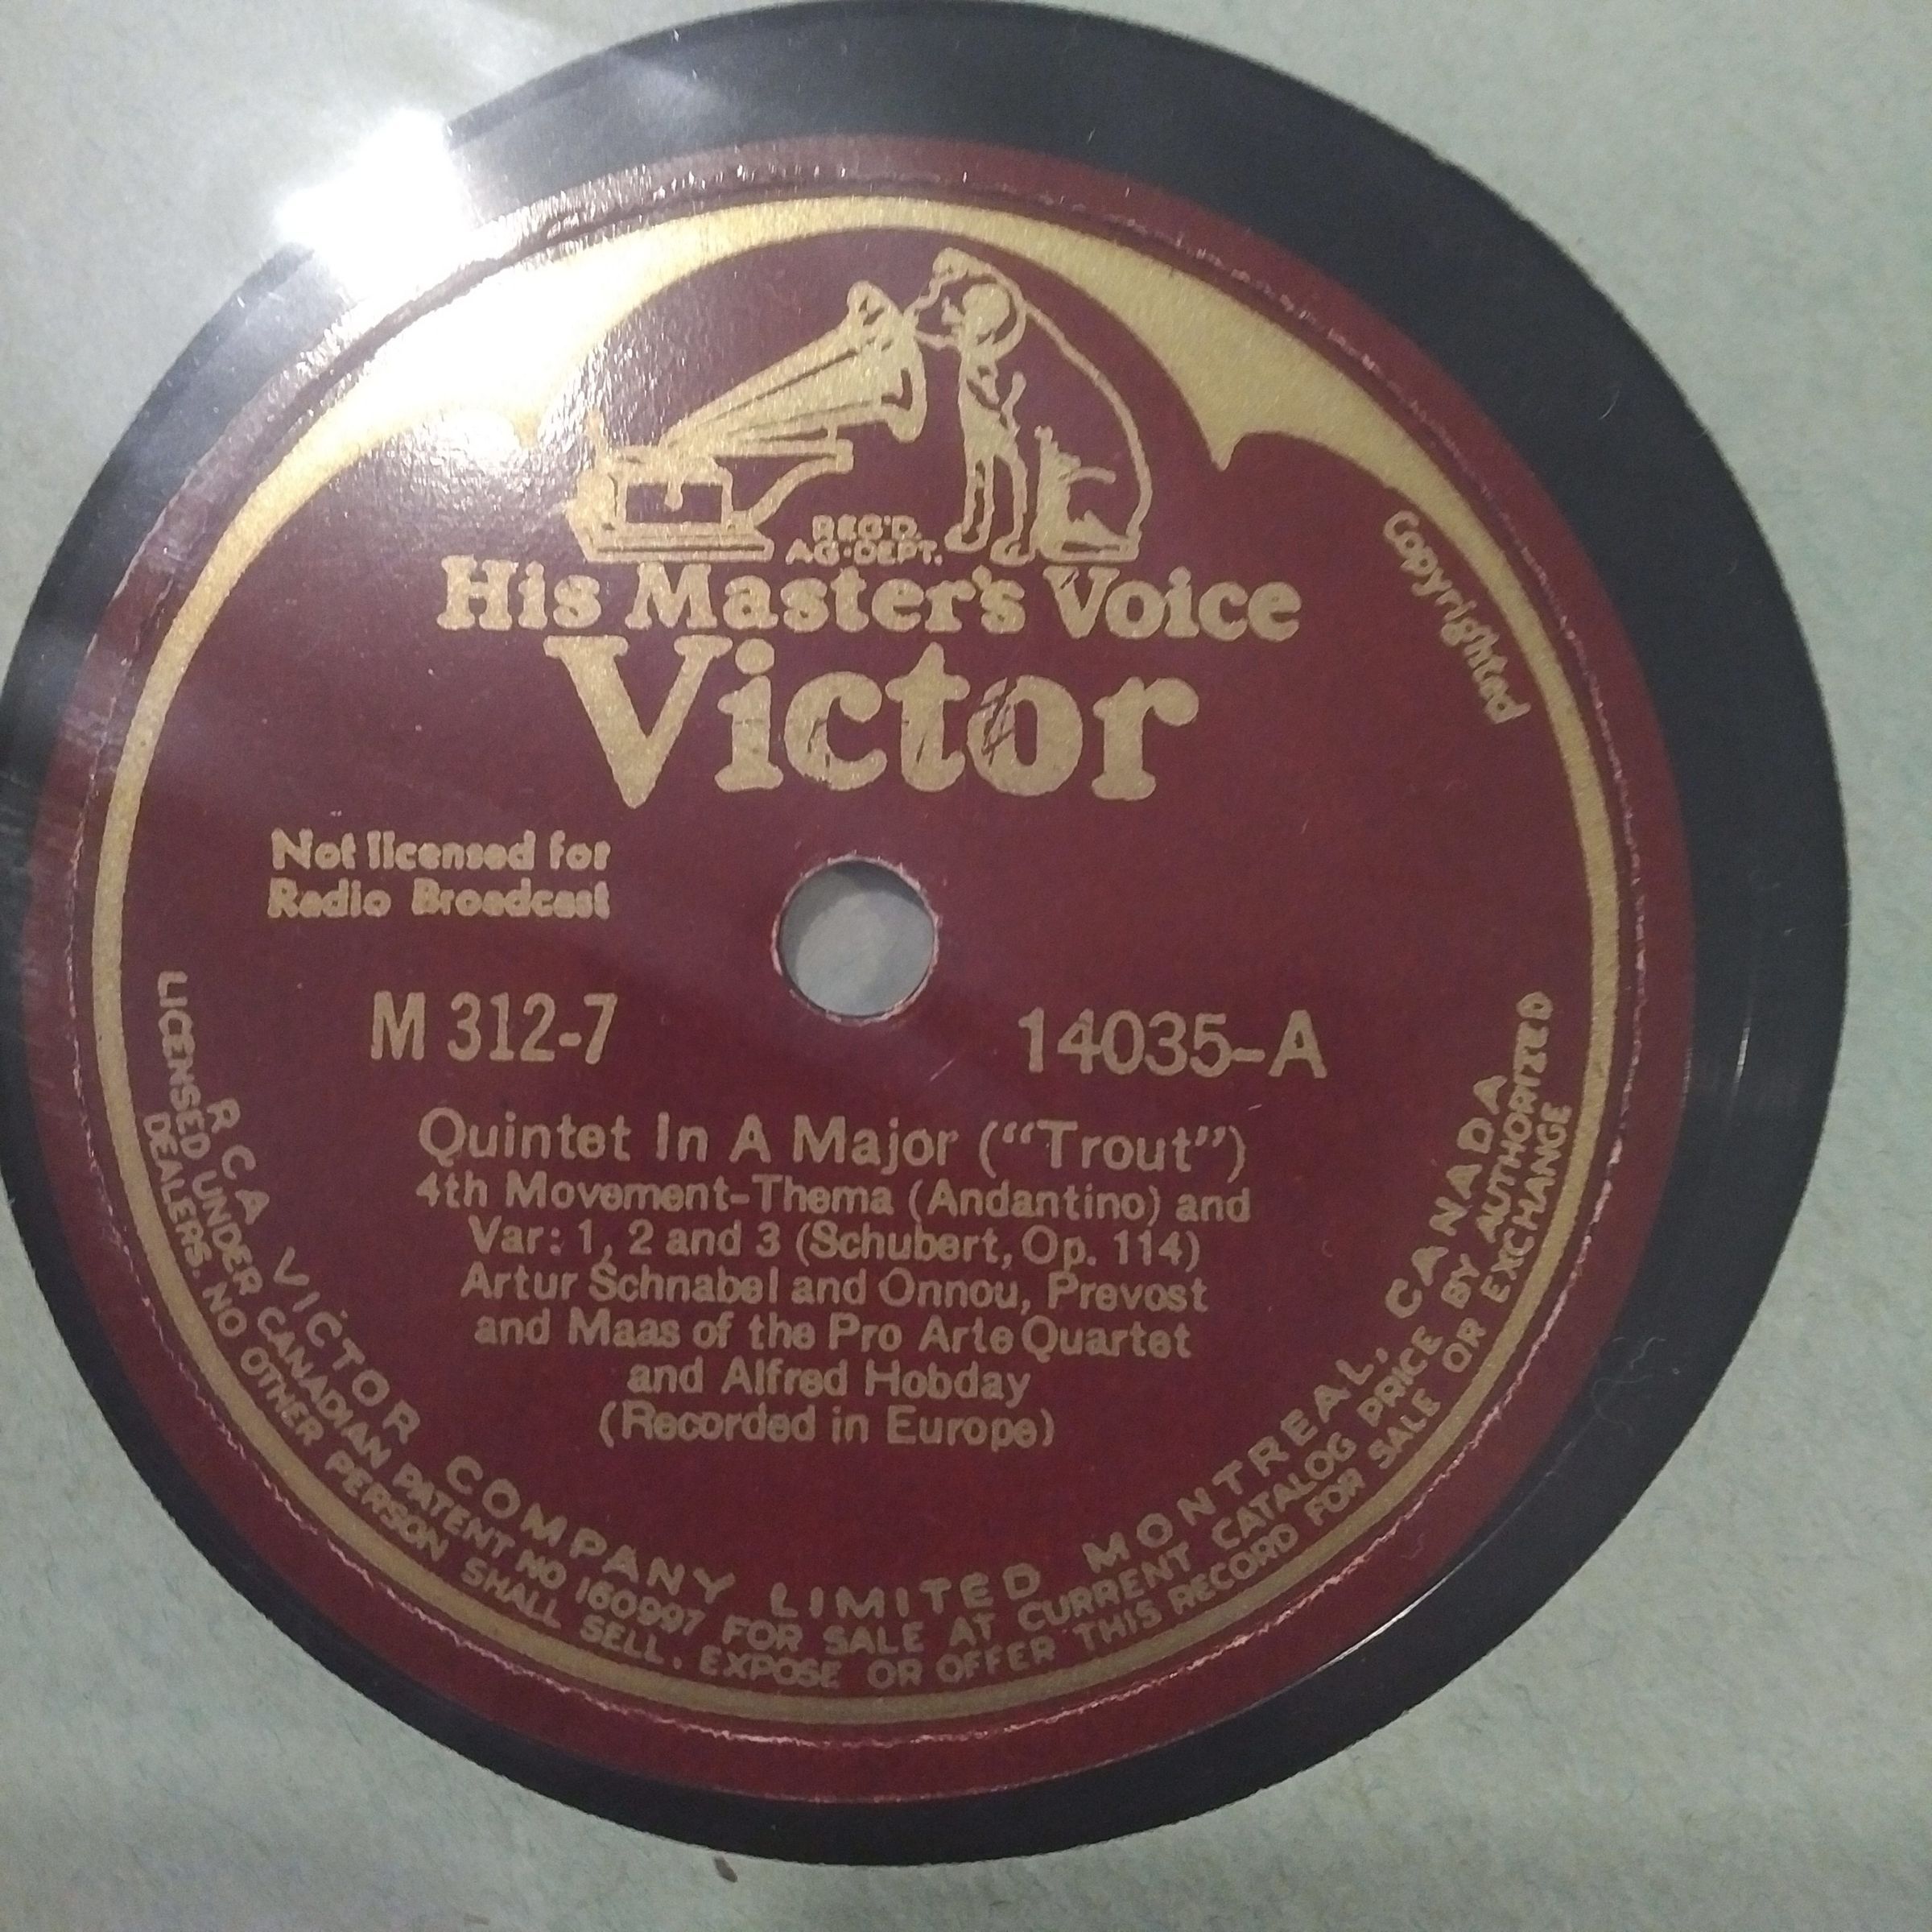 REG'D.
AG·DEPT.
His Master's Voice
Victor
Copyrighted
Not licensed for
Radio Broadcast
M 312-7
14035-A
Quintet In A Major ("Trout")
4th Movement-Thema (Andantino) and
Var: 1, 2 and 3 (Schubert, Op. 114)
Artur Schnabel and Onnou, Prevost
and Maas of the Pro Arte Quartet
and Alfred Hobday
(Recorded in Europe)
RCA VICTOR COMPANY LIMITED MONTREAL, CANADA
LICENSED UNDER CANADIAN PATENT NO 160997 FOR SALE AT CURRENT CATALOG PRICE BY AUTHORIZED
DEALERS. NO OTHER PERSON SHALL SELL, EXPOSE OR OFFER THIS RECORD FOR SALE OR EXCHANGE